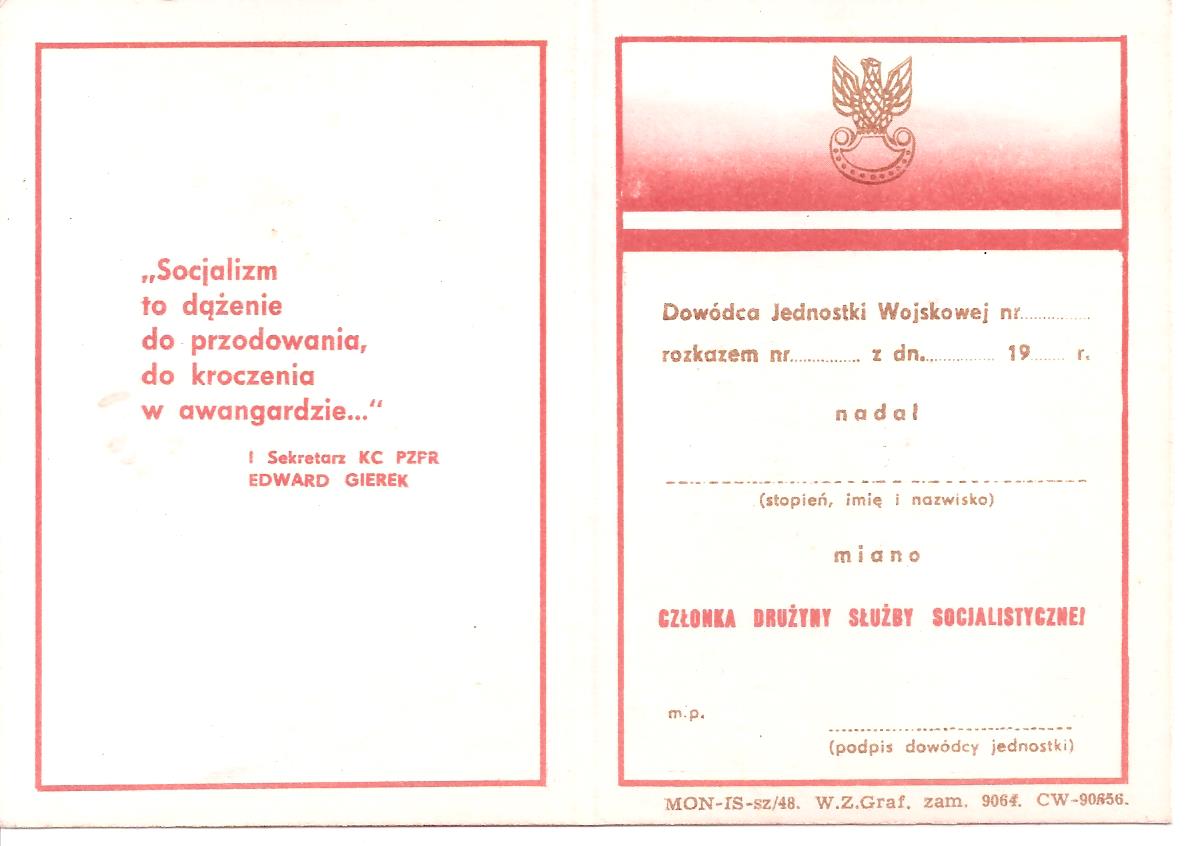 „Socjalizm
to dążenie
do przodowania,
do kroczenia
w awangardzie..."
I Sekretarz KC PZPR
EDWARD GIEREK
Dowódca Jednostki Wojskowej nr..............
rozkazem nr.............. z dn............... 19....... r.
nadał
(stopień, imię i nazwisko)
miano
CZŁONKA DRUŻYNY SŁUŻBY SOCJALISTYCZNEJ
m.p.
(podpis dowódcy jednostki)
MON-IS-sz/48. W.Z.Graf. zam. 9064. CW-90856.